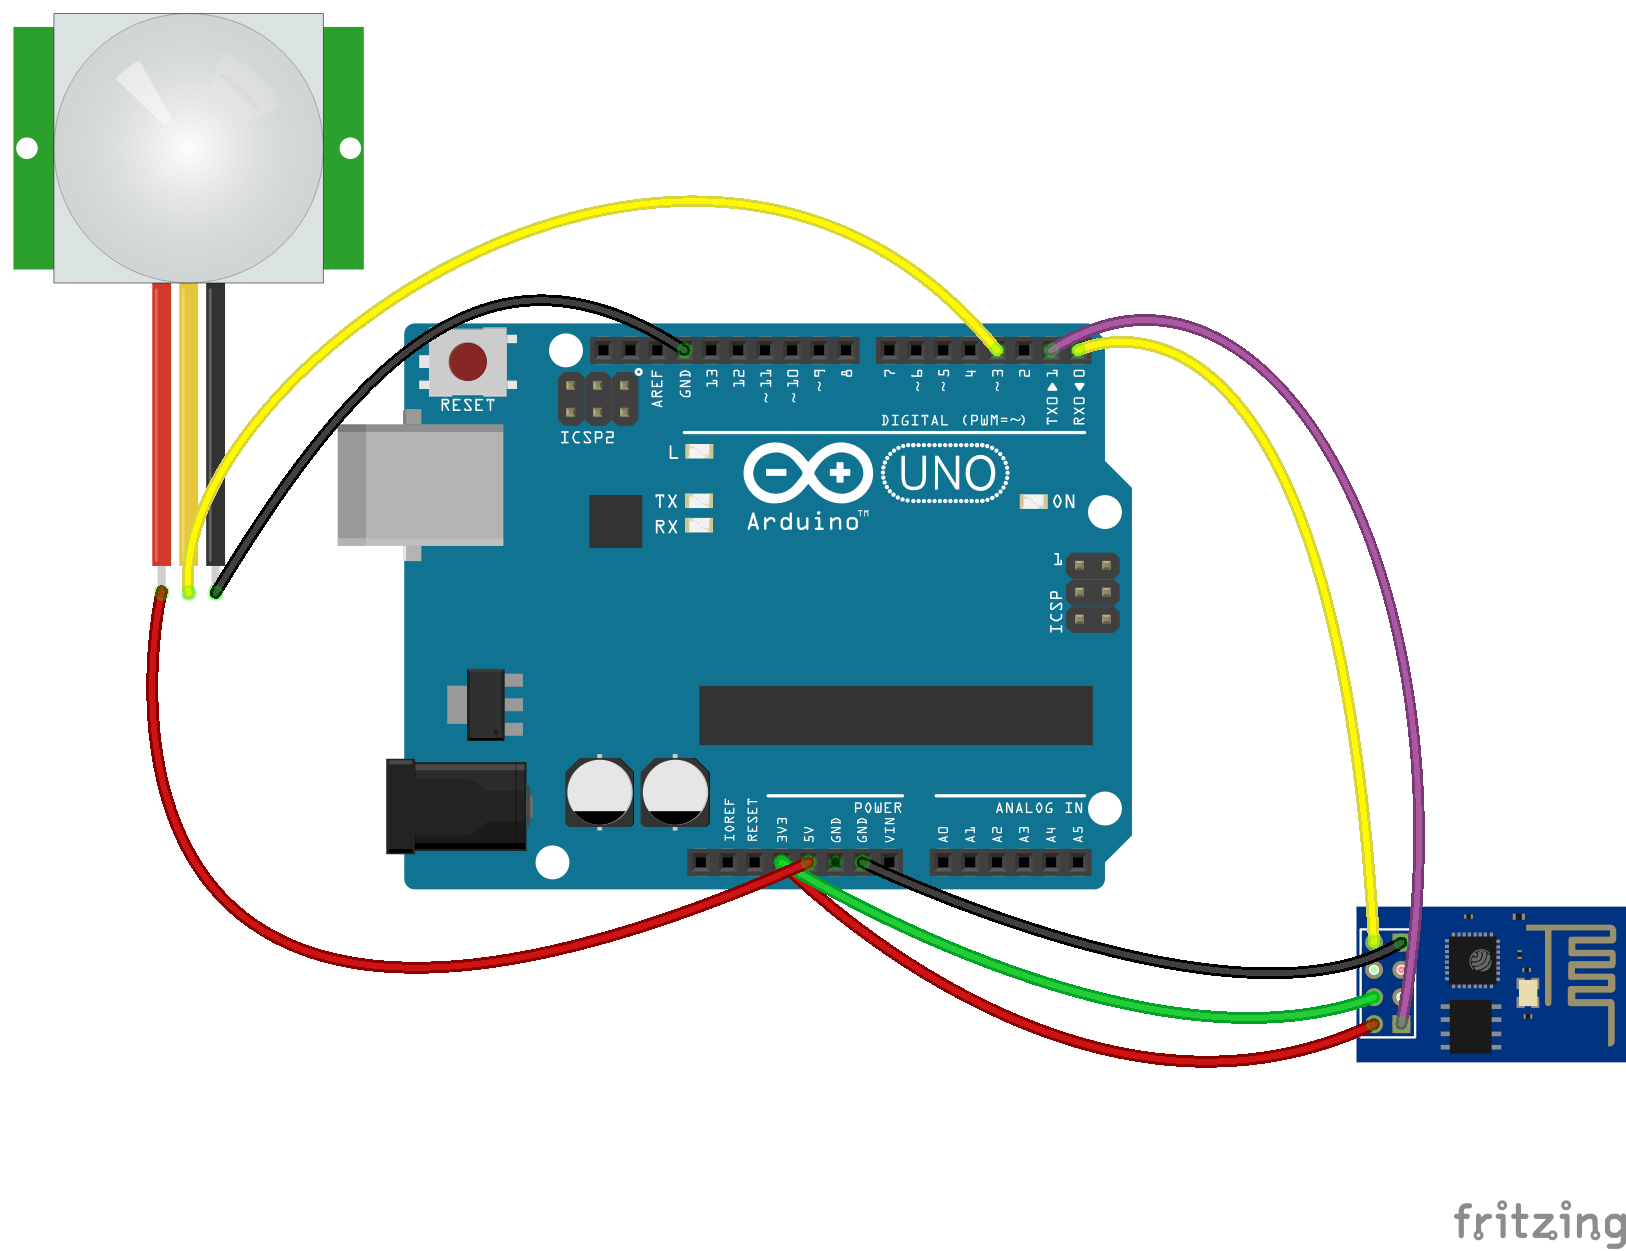 RESET
ICSP2
AREF
GND
13
12
~11
~10
~9
8
7
~6
~5
4
~3
2
TX0▶1
RX0◀0
DIGITAL (PWM=~)
L
TX
RX
Arduino™
UNO
ON
1
ICSP
IOREF
RESET
3V3
5V
GND
GND
VIN
POWER
ANALOG IN
A0
A1
A2
A3
A4
A5
fritzing